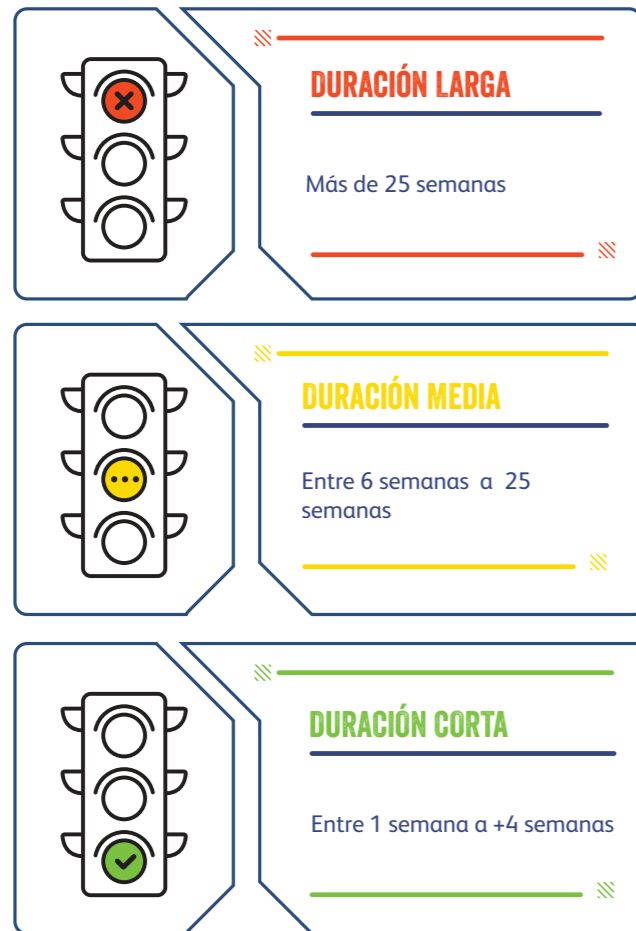 DURACIÓN LARGA
Más de 25 semanas
DURACIÓN MEDIA
Entre 6 semanas a 25
semanas
DURACIÓN CORTA
Entre 1 semana a +4 semanas